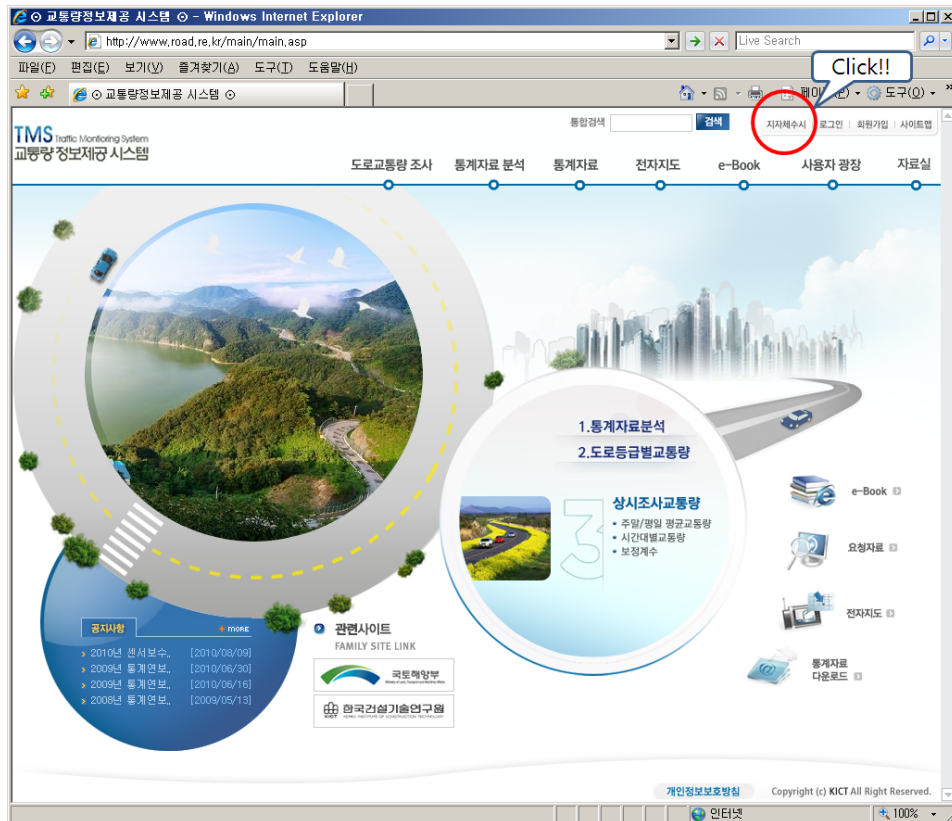 ⊙ 교통량정보제공 시스템 ⊙ - Windows Internet Explorer
http://www.road.re.kr/main/main.asp
Live Search
파일(F) 편집(E) 보기(V) 즐겨찾기(A) 도구(T) 도움말(H)
Click!!
⊙ 교통량정보제공 시스템 ⊙
도구(O)
통합검색 검색 지자체수시 로그인 회원가입 사이트맵
TMS Traffic Monitoring System
교통량 정보제공 시스템
도로교통량 조사 통계자료 분석 통계자료 전자지도 e-Book 사용자 광장 자료실
1.통계자료분석
2.도로등급별교통량
3
상시조사교통량
• 주말/평일 평균교통량
• 시간대별교통량
• 보정계수
e-Book
요청자료
전자지도
통계자료
다운로드
공지사항 + MORE
2010년 센서보수.. [2010/08/09]
2009년 통계연보.. [2010/06/30]
2009년 통계연보.. [2010/06/16]
2008년 통계연보.. [2009/05/13]
관련사이트
FAMILY SITE LINK
국토해양부
KICT 한국건설기술연구원
KOREA INSTITUTE OF CONSTRUCTION TECHNOLOGY
개인정보보호방침 Copyright (c) KICT All Right Reserved.
인터넷 100%